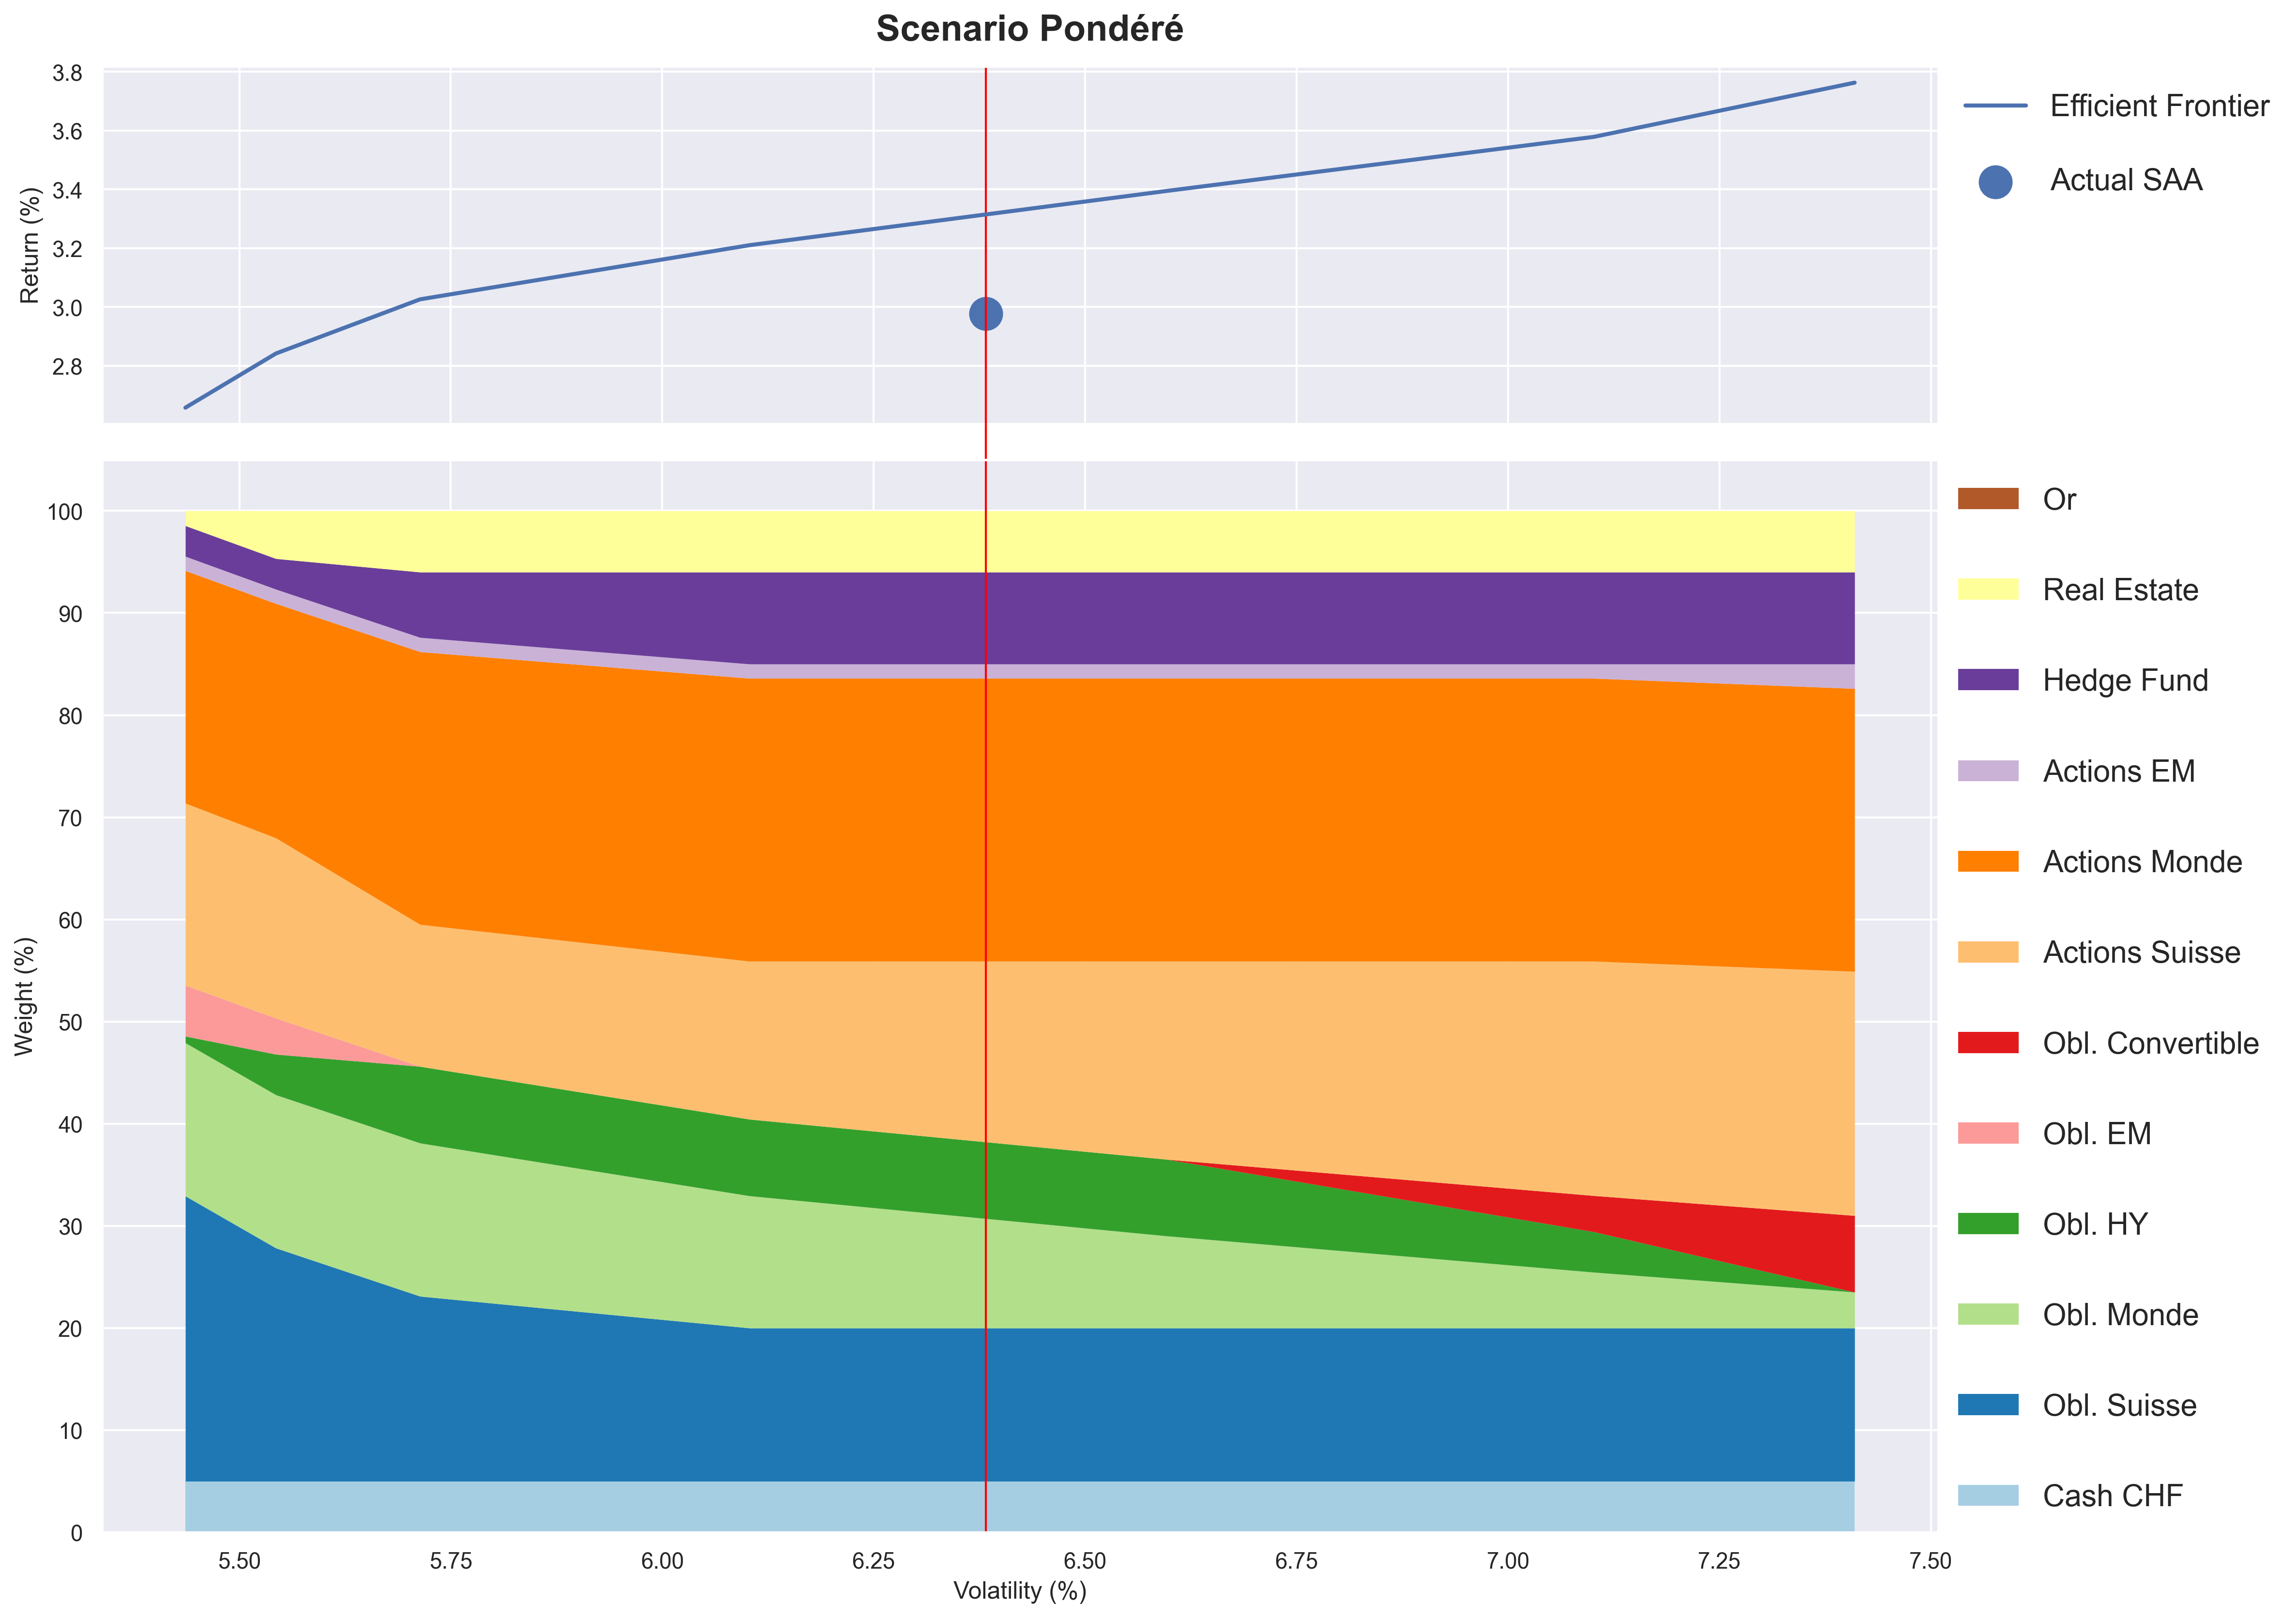 Scenario Pondéré
3.8
3.6
3.4
3.2
3.0
2.8
Return (%)
Efficient Frontier
Actual SAA
100
90
80
70
60
50
40
30
20
10
0
Weight (%)
5.50 5.75 6.00 6.25 6.50 6.75 7.00 7.25 7.50
Volatility (%)
Or
Real Estate
Hedge Fund
Actions EM
Actions Monde
Actions Suisse
Obl. Convertible
Obl. EM
Obl. HY
Obl. Monde
Obl. Suisse
Cash CHF